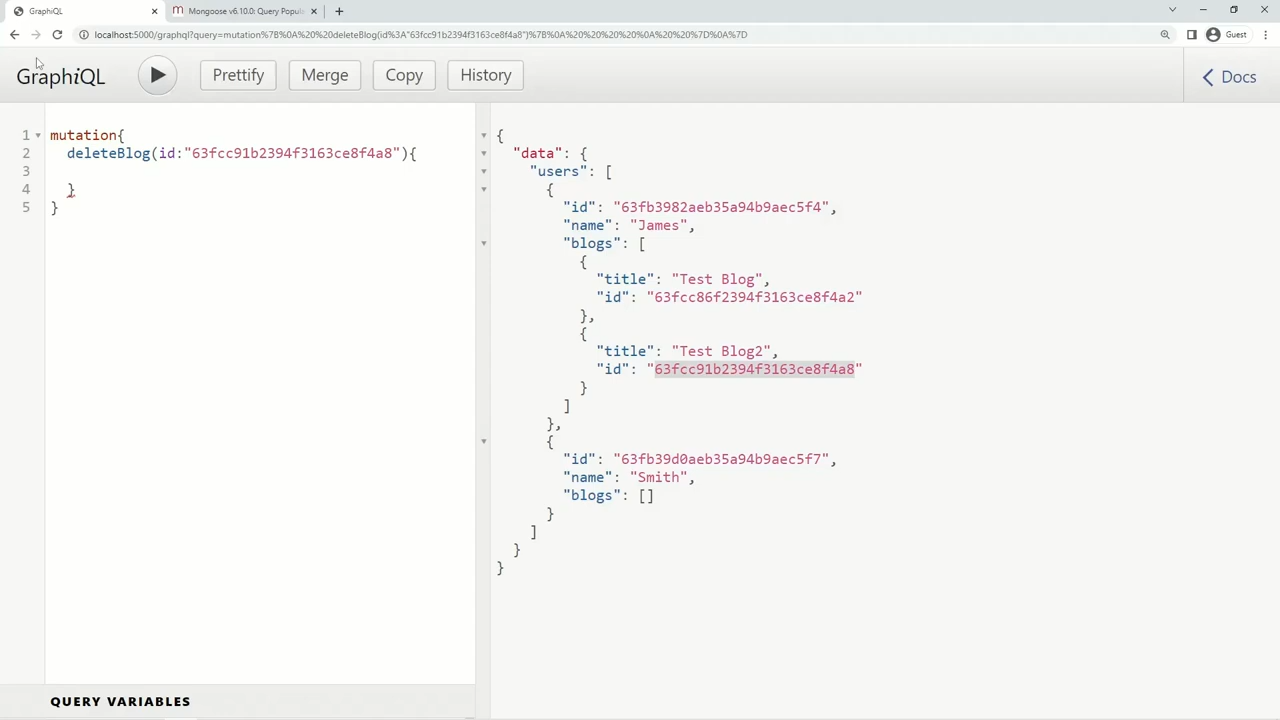 GraphiQL
Mongoose v6.10.0: Query Popul
localhost:5000/graphql?query=mutation%7B%0A%20%20deleteBlog(id%3A"63fcc91b2394f3163ce8f4a8")%7B%0A%20%20%20%20%0A%20%20%7D%0A%7D
Guest
GraphiQL
Prettify
Merge
Copy
History
Docs
1 mutation{
2 deleteBlog(id:"63fcc91b2394f3163ce8f4a8"){
3
4 }
5 }
{
"data": {
"users": [
{
"id": "63fb3982aeb35a94b9aec5f4",
"name": "James",
"blogs": [
{
"title": "Test Blog",
"id": "63fcc86f2394f3163ce8f4a2"
},
{
"title": "Test Blog2",
"id": "63fcc91b2394f3163ce8f4a8"
}
]
},
{
"id": "63fb39d0aeb35a94b9aec5f7",
"name": "Smith",
"blogs": []
}
]
}
}
QUERY VARIABLES